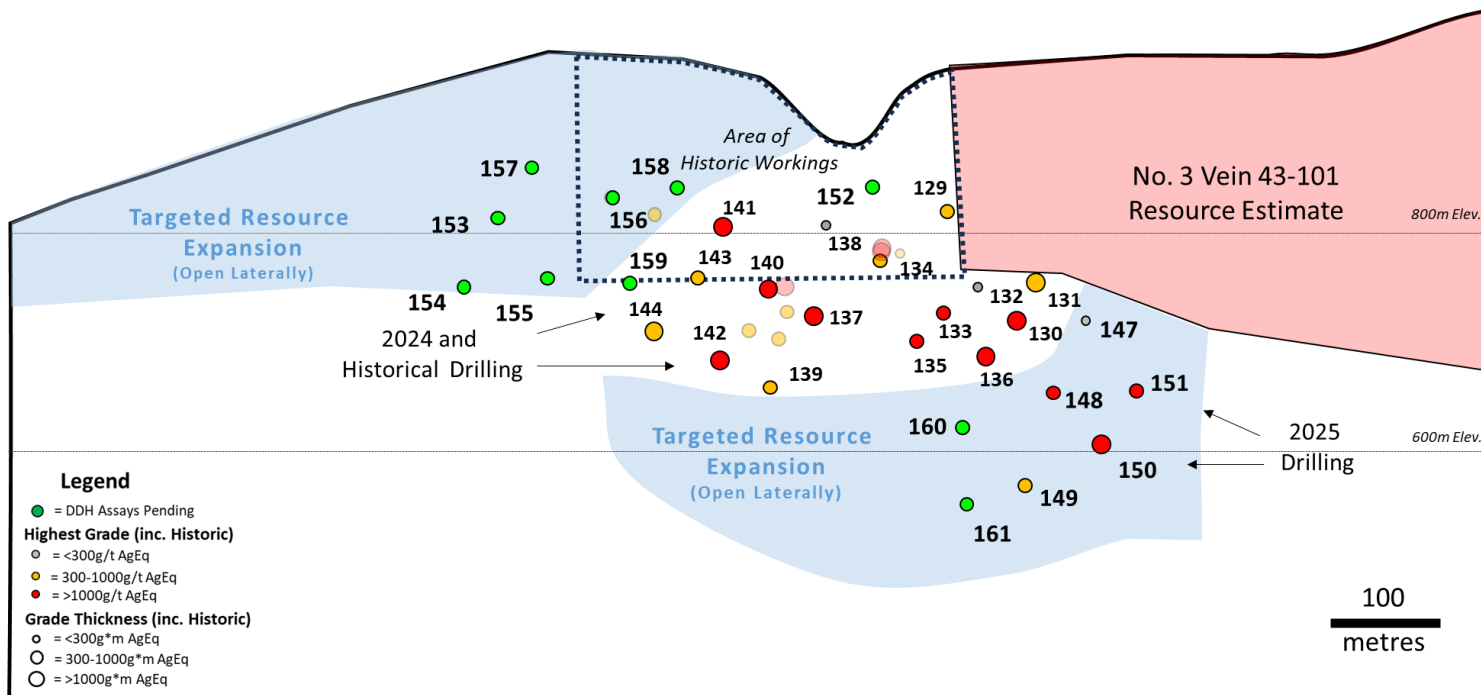 Area of
Historic Workings
No. 3 Vein 43-101
Resource Estimate
800m Elev.
Targeted Resource
Expansion
(Open Laterally)
157
158
152
129
153
156
141
138
134
143
140
159
154
155
144
132
131
137
133
130
147
142
135
136
139
2024 and
Historical Drilling
148
151
160
150
149
161
Targeted Resource
Expansion
(Open Laterally)
2025
Drilling
600m Elev.
Legend
= DDH Assays Pending
Highest Grade (inc. Historic)
= <300g/t AgEq
= 300-1000g/t AgEq
= >1000g/t AgEq
Grade Thickness (inc. Historic)
= <300g*m AgEq
= 300-1000g*m AgEq
= >1000g*m AgEq
100
metres